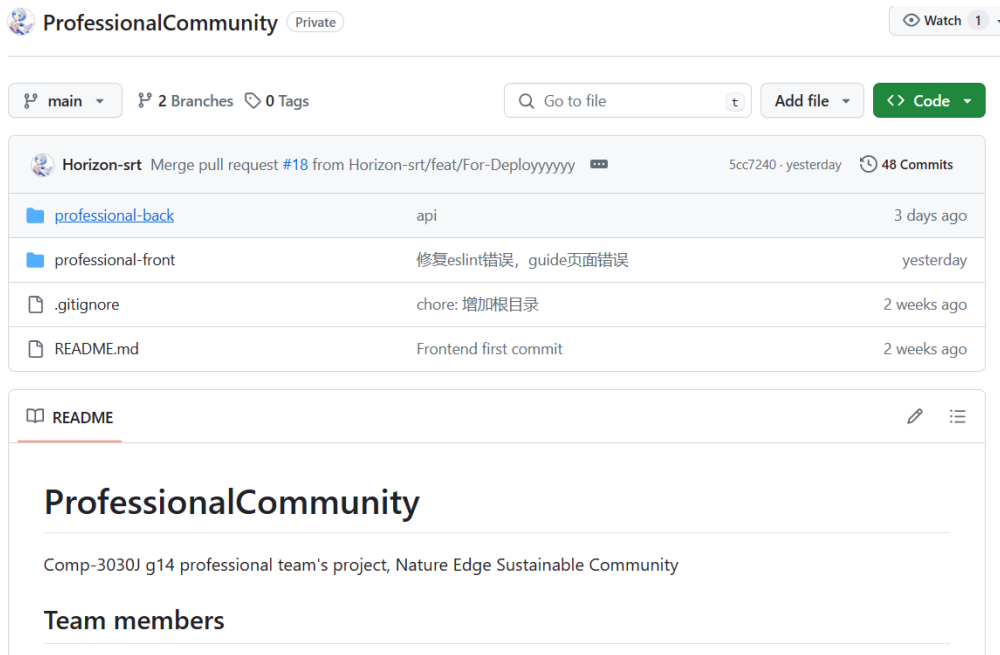 ProfessionalCommunity Private Watch 1
main 2 Branches 0 Tags Go to file t Add file Code
Horizon-srt Merge pull request #18 from Horizon-srt/feat/For-Deployyyyyy 5cc7240 · yesterday 48 Commits
professional-back api 3 days ago
professional-front 修复eslint错误，guide页面错误 yesterday
.gitignore chore: 增加根目录 2 weeks ago
README.md Frontend first commit 2 weeks ago
README
ProfessionalCommunity
Comp-3030J g14 professional team's project, Nature Edge Sustainable Community
Team members